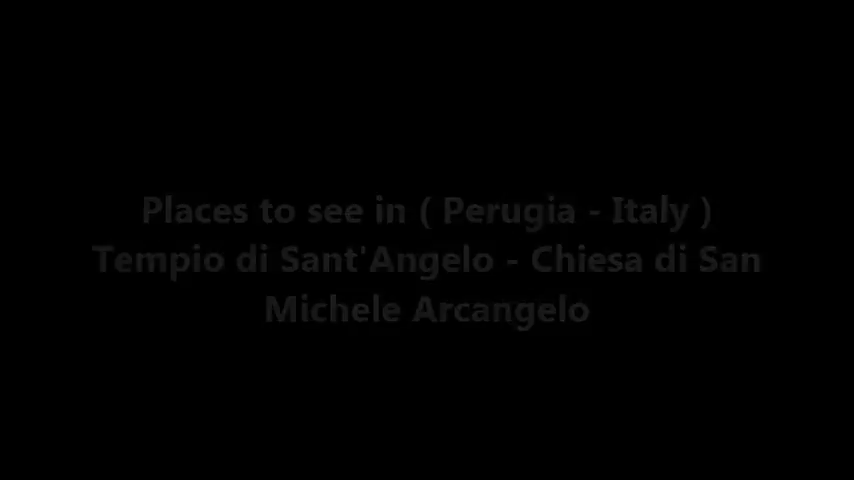 Places to see in ( Perugia - Italy )
Tempio di Sant'Angelo - Chiesa di San
Michele Arcangelo